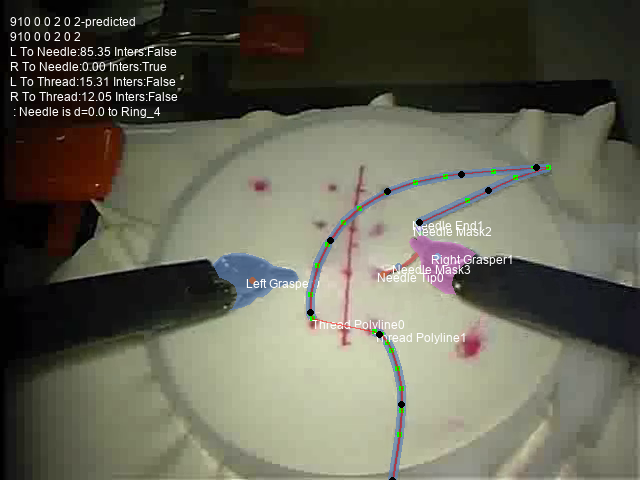 910 0 0 2 0 2-predicted
910 0 0 2 0 2
L To Needle:85.35 Inters:False
R To Needle:0.00 Inters:True
L To Thread:15.31 Inters:False
R To Thread:12.05 Inters:False
: Needle is d=0.0 to Ring_4
Needle End1
Needle Mask2
Right Grasper1
Needle Mask3
Needle Tip0
Left Grasper
Thread Polyline0
Thread Polyline1